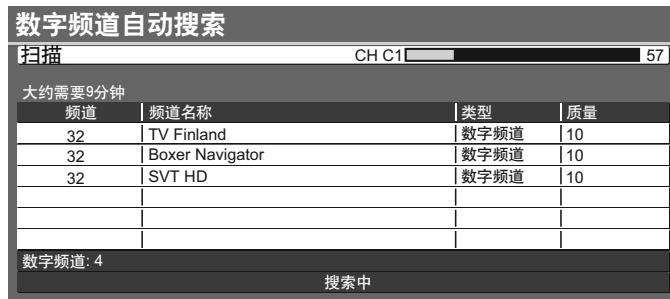 数字频道自动搜索
扫描 CH C1 57
大约需要9分钟
频道 频道名称 类型 质量
32 TV Finland 数字频道 10
32 Boxer Navigator 数字频道 10
32 SVT HD 数字频道 10
数字频道: 4
搜索中